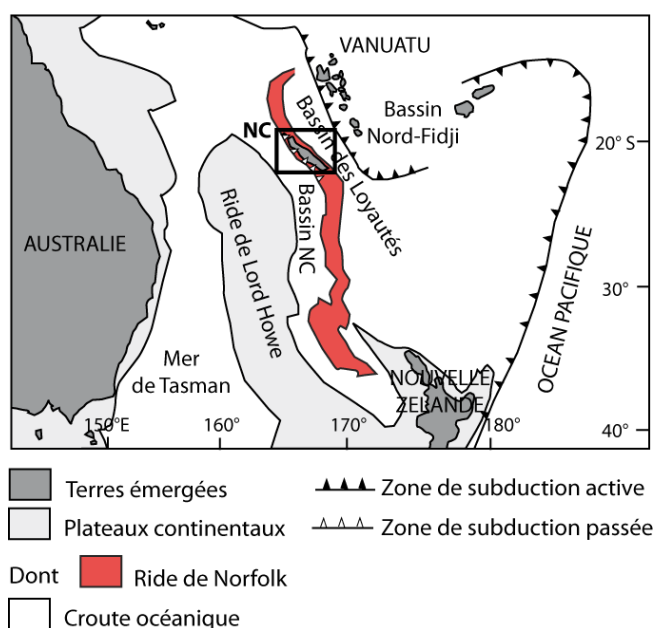 VANUATU
Bassin
Nord-Fidji
NC
20° S
Bassin des Loyautés
AUSTRALIE
Ride de Lord Howe
Bassin NC
30°
OCEAN PACIFIQUE
Mer
de Tasman
NOUVELLE
ZELANDE
150°E
160°
170°
180°
40°
Terres émergées
Zone de subduction active
Plateaux continentaux
Zone de subduction passée
Dont
Ride de Norfolk
Croute océanique